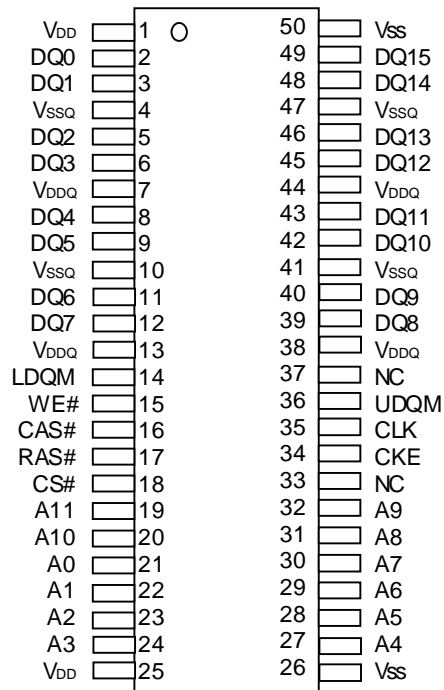 VDD 1 50 Vss
DQ0 2 49 DQ15
DQ1 3 48 DQ14
VSSQ 4 47 VSSQ
DQ2 5 46 DQ13
DQ3 6 45 DQ12
VDDQ 7 44 VDDQ
DQ4 8 43 DQ11
DQ5 9 42 DQ10
VSSQ 10 41 VSSQ
DQ6 11 40 DQ9
DQ7 12 39 DQ8
VDDQ 13 38 VDDQ
LDQM 14 37 NC
WE# 15 36 UDQM
CAS# 16 35 CLK
RAS# 17 34 CKE
CS# 18 33 NC
A11 19 32 A9
A10 20 31 A8
A0 21 30 A7
A1 22 29 A6
A2 23 28 A5
A3 24 27 A4
VDD 25 26 Vss